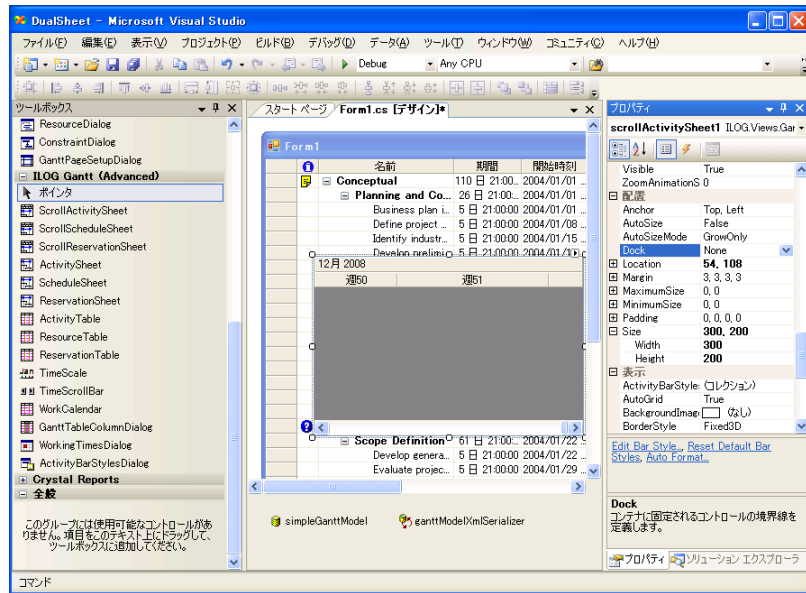 DualSheet - Microsoft Visual Studio
ファイル(F) 編集(E) 表示(V) プロジェクト(P) ビルド(B) デバッグ(D) データ(A) ツール(T) ウィンドウ(W) コミュニティ(C) ヘルプ(H)
Debug Any CPU
ツールボックス
ResourceDialog
ConstraintDialog
GanttPageSetupDialog
ILOG Gantt (Advanced)
ポインタ
ScrollActivitySheet
ScrollScheduleSheet
ScrollReservationSheet
ActivitySheet
ScheduleSheet
ReservationSheet
ActivityTable
ResourceTable
ReservationTable
TimeScale
TimeScrollBar
WorkCalendar
GanttTableColumnDialog
WorkingTimesDialog
ActivityBarStylesDialog
Crystal Reports
全般
このグループには使用可能なコントロールがあ
りません。項目をこのテキスト上にドラッグして、
ツールボックスに追加してください。
スタート ページ Form1.cs [デザイン]*
Form1
名前 期間 開始時刻
Conceptual 110 日 21:00... 2004/01/01
Planning and Co... 26 日 21:00:... 2004/01/01
Business plan i... 5 日 21:00:00 2004/01/01
Define project ... 5 日 21:00:00 2004/01/08
Identify industr... 5 日 21:00:00 2004/01/15
Develop prelimi... 5 日 21:00:00
12月 2008
週50 週51
Scope Definition 61 日 21:00:... 2004/01/22
Develop genera... 5 日 21:00:00 2004/01/22
Evaluate projec... 5 日 21:00:00 2004/01/29
simpleGanttModel ganttModelXmlSerializer
プロパティ
scrollActivitySheet1 ILOG.Views.Gan
Visible True
ZoomAnimationS 0
配置
Anchor Top, Left
AutoSize False
AutoSizeMode GrowOnly
Dock None
Location 54, 108
Margin 3, 3, 3, 3
MaximumSize 0, 0
MinimumSize 0, 0
Padding 0, 0, 0, 0
Size 300, 200
Width 300
Height 200
表示
ActivityBarStyle: (コレクション)
AutoGrid True
BackgroundImag (なし)
BorderStyle Fixed3D
Edit Bar Style..., Reset Default Bar
Styles, Auto Format...
Dock
コンテナに固定されるコントロールの境界線を
定義します。
プロパティ ソリューション エクスプローラ
コマンド